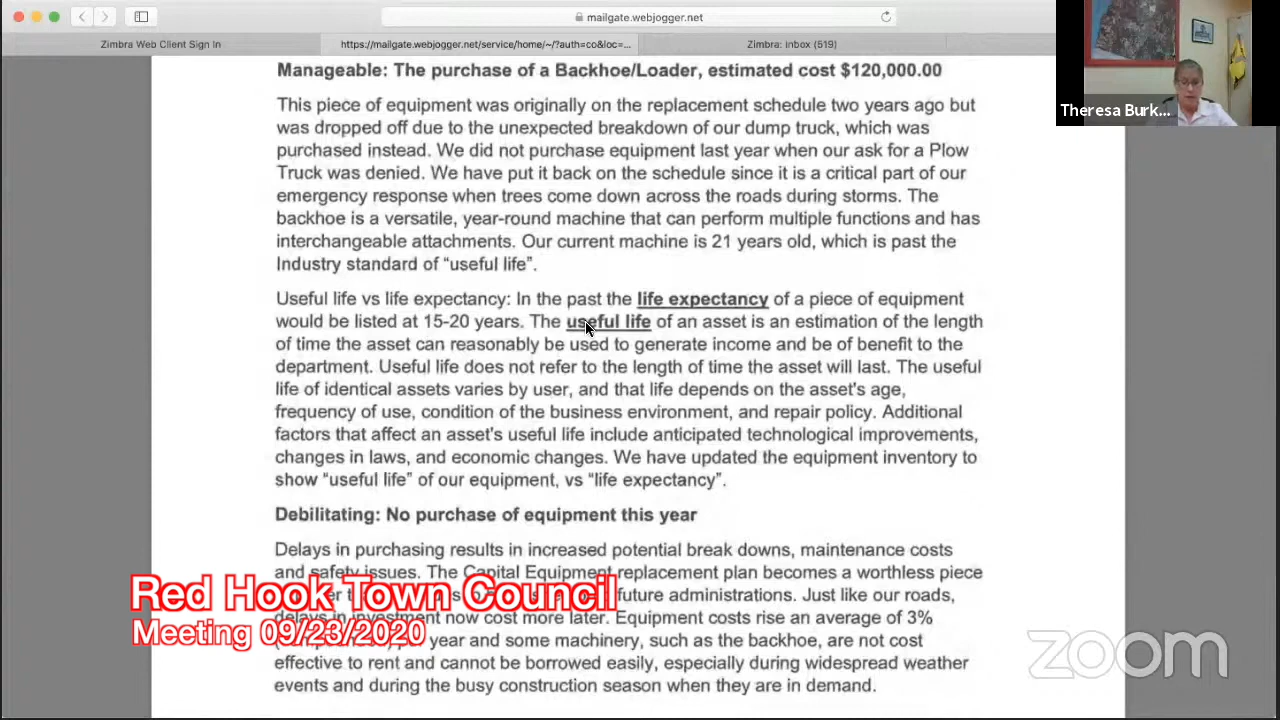 mailgate.webjogger.net
Zimbra Web Client Sign In
https://mailgate.webjogger.net/service/home/~/?auth=co&loc=...
Zimbra: Inbox (519)
Theresa Burk...
Manageable: The purchase of a Backhoe/Loader, estimated cost $120,000.00
This piece of equipment was originally on the replacement schedule two years ago but
was dropped off due to the unexpected breakdown of our dump truck, which was
purchased instead. We did not purchase equipment last year when our ask for a Plow
Truck was denied. We have put it back on the schedule since it is a critical part of our
emergency response when trees come down across the roads during storms. The
backhoe is a versatile, year-round machine that can perform multiple functions and has
interchangeable attachments. Our current machine is 21 years old, which is past the
Industry standard of “useful life”.
Useful life vs life expectancy: In the past the life expectancy of a piece of equipment
would be listed at 15-20 years. The useful life of an asset is an estimation of the length
of time the asset can reasonably be used to generate income and be of benefit to the
department. Useful life does not refer to the length of time the asset will last. The useful
life of identical assets varies by user, and that life depends on the asset's age,
frequency of use, condition of the business environment, and repair policy. Additional
factors that affect an asset's useful life include anticipated technological improvements,
changes in laws, and economic changes. We have updated the equipment inventory to
show “useful life” of our equipment, vs “life expectancy”.
Debilitating: No purchase of equipment this year
Delays in purchasing results in increased potential break downs, maintenance costs
and safety issues. The Capital Equipment replacement plan becomes a worthless piece
future administrations. Just like our roads,
delays in investment now cost more later. Equipment costs rise an average of 3%
year and some machinery, such as the backhoe, are not cost
effective to rent and cannot be borrowed easily, especially during widespread weather
events and during the busy construction season when they are in demand.
Red Hook Town Council
Meeting 09/23/2020
zoom